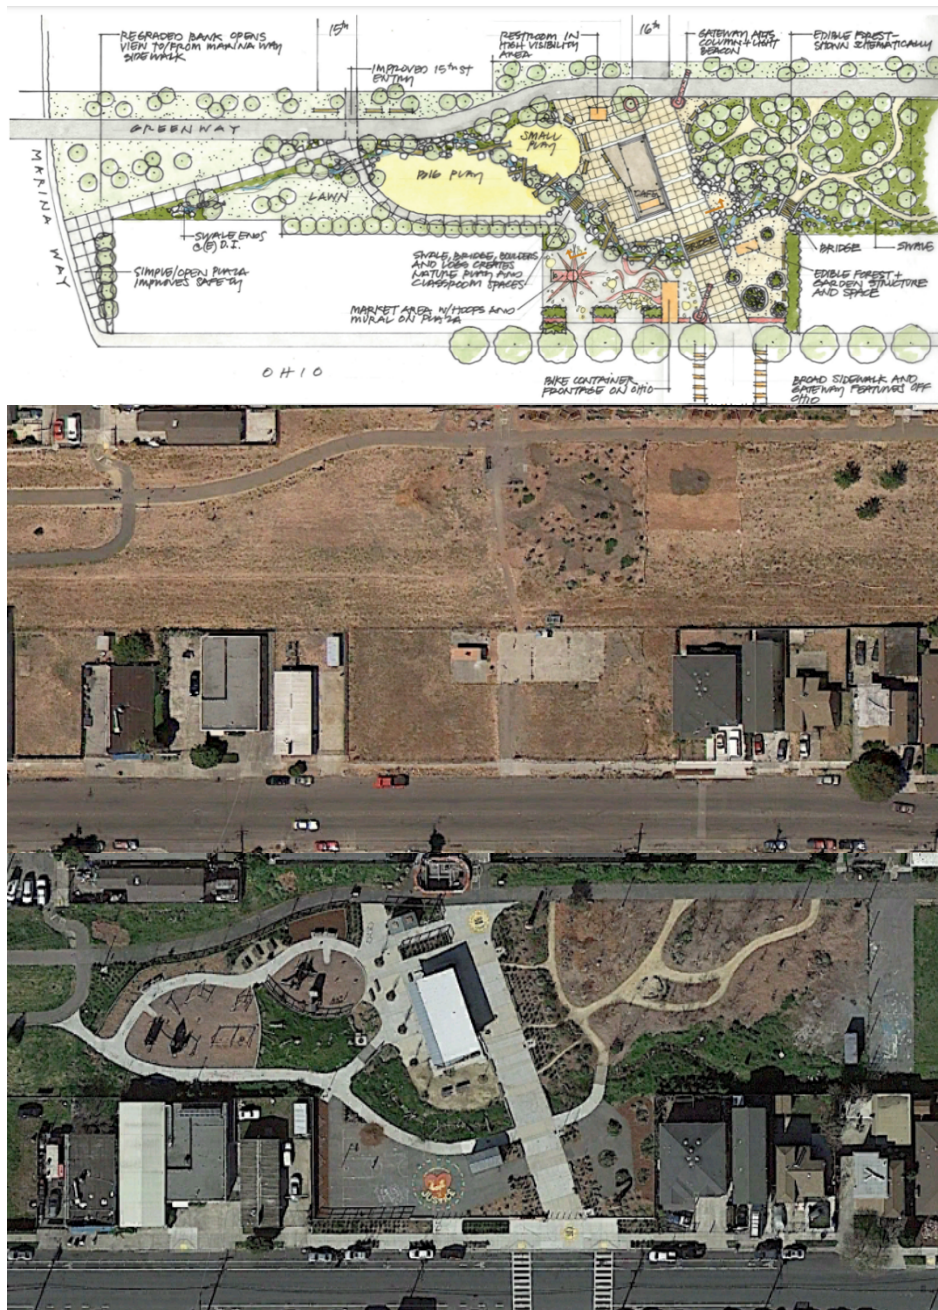 REGRADED BANK OPENS
VIEW TO/FROM MARINA WAY
SIDEWALK
15TH
IMPROVED 15TH ST
ENTRY
RESTROOM IN
HIGH VISIBILITY
AREA
16TH
GATEWAY ARTS
COLUMN + LIGHT
BEACON
EDIBLE FOREST-
SHOWN SCHEMATICALLY
GREENWAY
MARINA WAY
SMALL
PLAY
BIG PLAY
CAFE
LAWN
SWALE ENDS
@(E) D.I.
SIMPLE/OPEN PLAZA
IMPROVES SAFETY
SWALE, BRIDGE, BOULDERS
AND LOGS CREATES
NATURE PLAY AND
CLASSROOM SPACES
MARKET AREA W/HOOPS AND
MURAL ON PLAZA
BRIDGE
SWALE
EDIBLE FOREST +
GARDEN STRUCTURE
AND SPACE
OHIO
BIKE CONTAINER
FRONTAGE ON OHIO
BROAD SIDEWALK AND
GATEWAY FEATURES OFF
OHIO